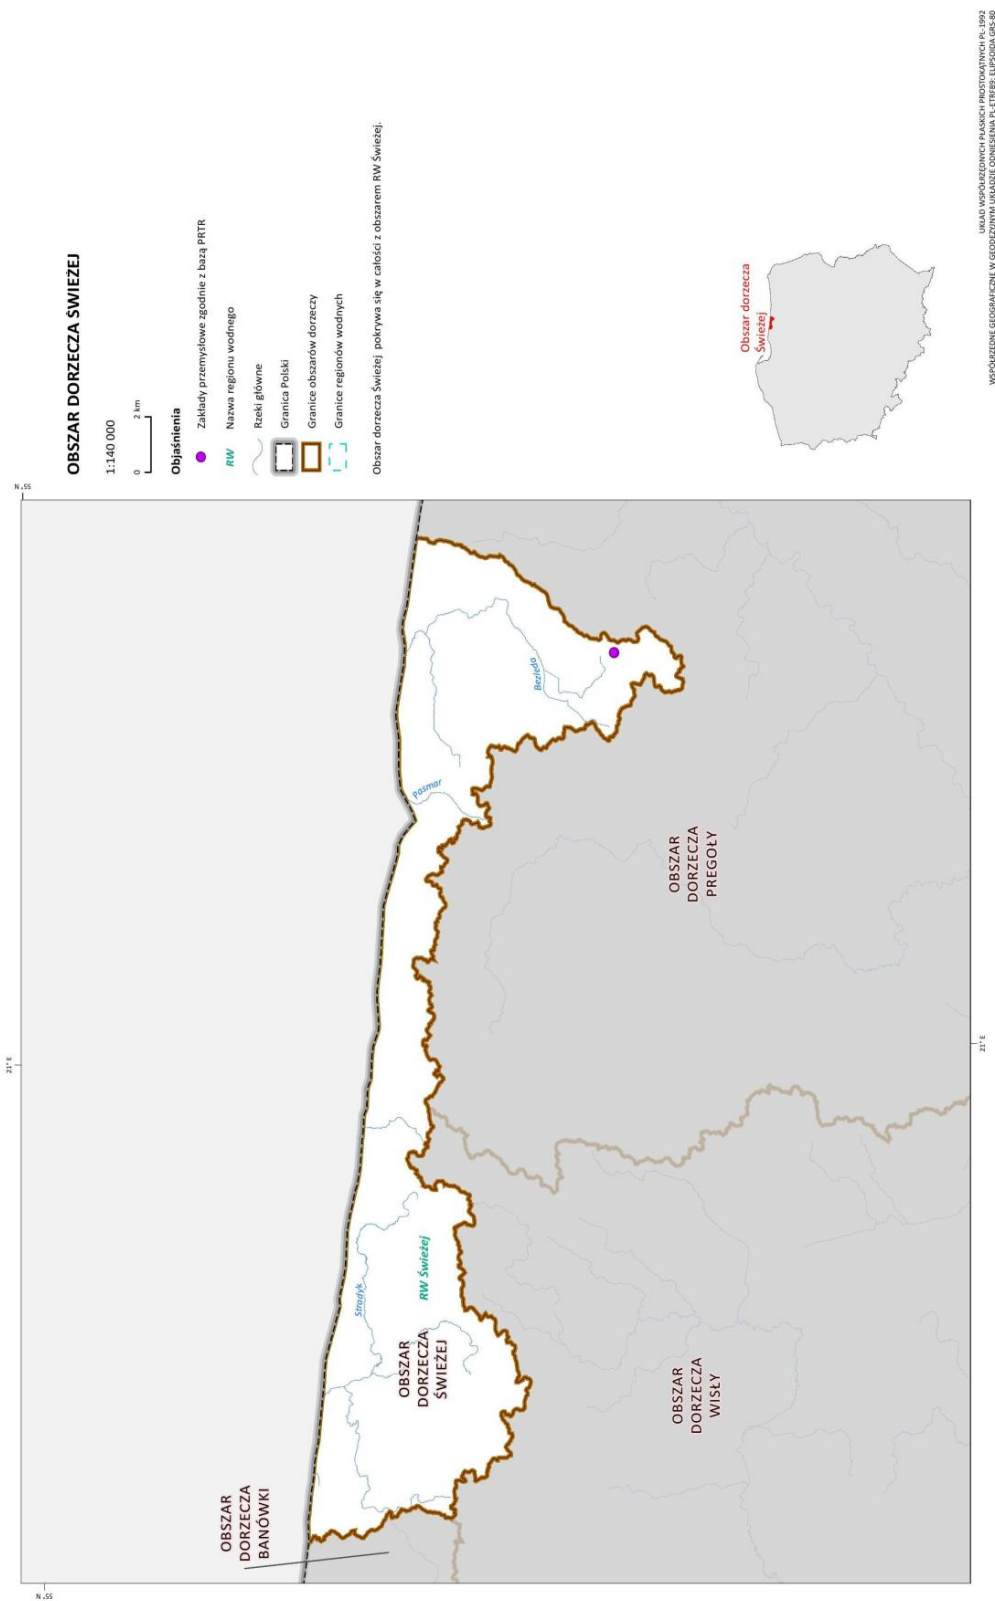 OBSZAR DORZECZA ŚWIEŻEJ
1:140 000
0 2 km
Objaśnienia
Zakłady przemysłowe zgodnie z bazą PRTR
RW Nazwa regionu wodnego
Rzeki główne
Granica Polski
Granice obszarów dorzeczy
Granice regionów wodnych
Obszar dorzecza Świeżej pokrywa się w całości z obszarem RW Świeżej.
Obszar dorzecza
Świeżej
UKŁAD WSPÓŁRZĘDNYCH PŁASKICH PROSTOKĄTNYCH PL-1992
WSPÓŁRZĘDNE GEOGRAFICZNE W GEODEZYJNYM UKŁADZIE ODNIESIENIA PL-ETRF89; ELIPSOIDA GRS-80
21° E
21° E
OBSZAR
DORZECZA
BANÓWKI
Stradyk
OBSZAR
DORZECZA
ŚWIEŻEJ
RW Świeżej
Pasmar
Bezleda
OBSZAR
DORZECZA
WISŁY
OBSZAR
DORZECZA
PREGOŁY